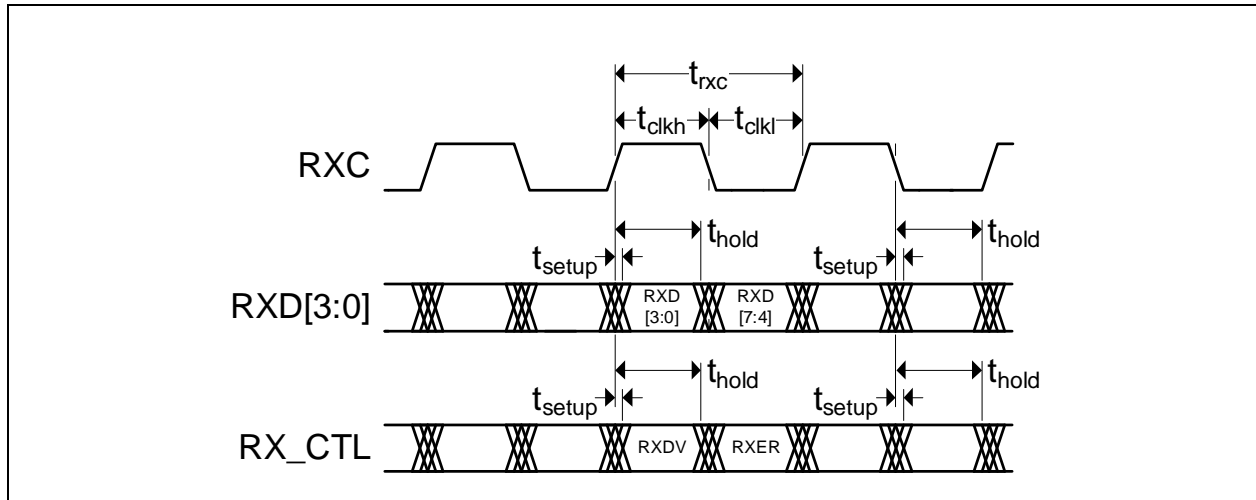 t_rxc
t_clkh t_clkl
RXC
t_hold t_hold
t_setup t_setup
RXD[3:0] RXD [3:0] RXD [7:4]
t_hold t_hold
t_setup t_setup
RX_CTL RXDV RXER